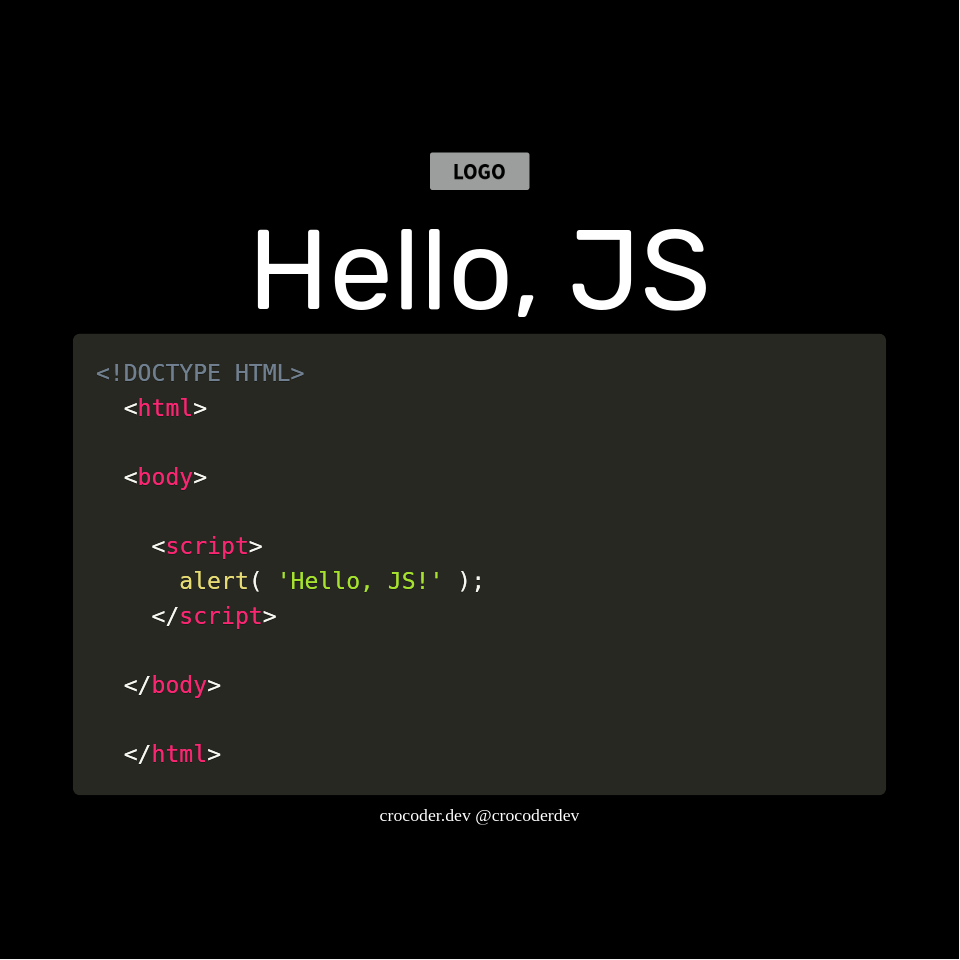 LOGO
Hello, JS
<!DOCTYPE HTML>
  <html>

  <body>

    <script>
      alert( 'Hello, JS!' );
    </script>

  </body>

  </html>
crocoder.dev @crocoderdev